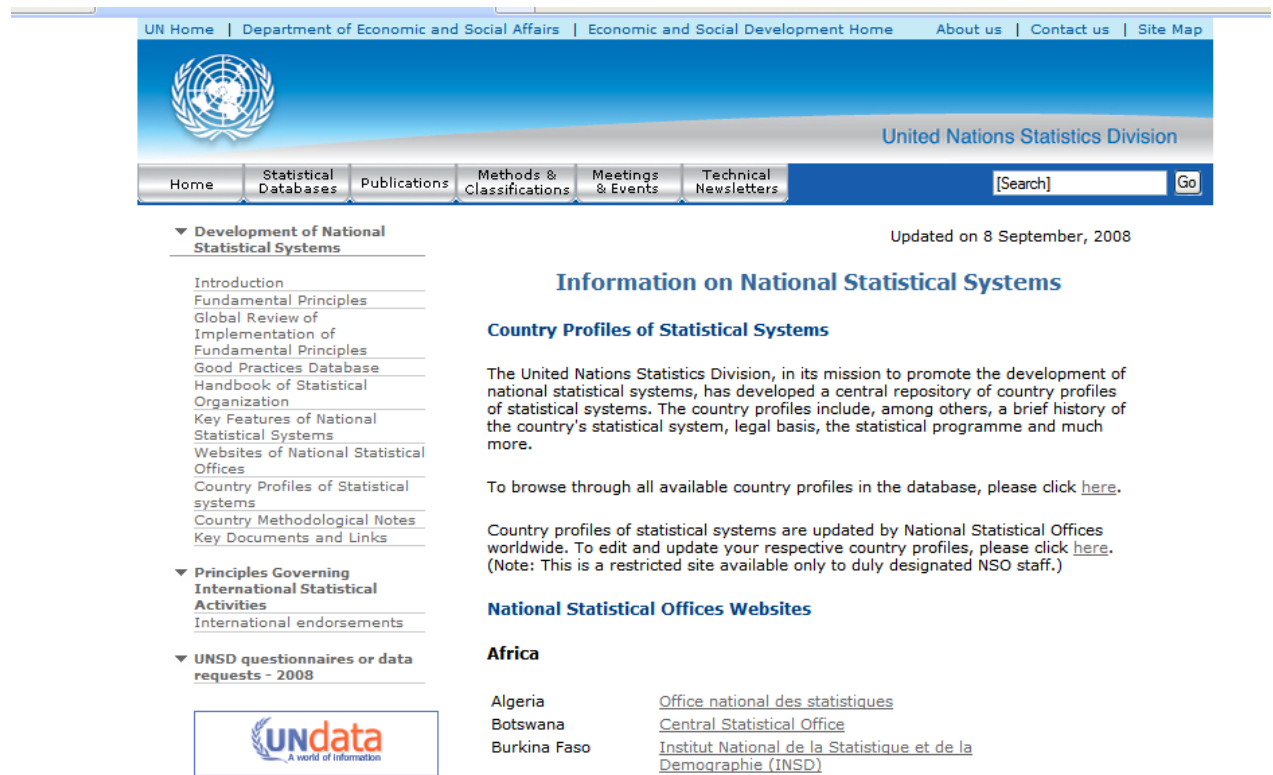 UN Home | Department of Economic and Social Affairs | Economic and Social Development Home About us | Contact us | Site Map
United Nations Statistics Division
Home
Statistical
Databases
Publications
Methods &
Classifications
Meetings
& Events
Technical
Newsletters
[Search]
Go
Development of National
Statistical Systems
Introduction
Fundamental Principles
Global Review of
Implementation of
Fundamental Principles
Good Practices Database
Handbook of Statistical
Organization
Key Features of National
Statistical Systems
Websites of National Statistical
Offices
Country Profiles of Statistical
systems
Country Methodological Notes
Key Documents and Links
Principles Governing
International Statistical
Activities
International endorsements
UNSD questionnaires or data
requests - 2008
UNdata
A world of information
Updated on 8 September, 2008
Information on National Statistical Systems
Country Profiles of Statistical Systems
The United Nations Statistics Division, in its mission to promote the development of
national statistical systems, has developed a central repository of country profiles
of statistical systems. The country profiles include, among others, a brief history of
the country's statistical system, legal basis, the statistical programme and much
more.
To browse through all available country profiles in the database, please click here.
Country profiles of statistical systems are updated by National Statistical Offices
worldwide. To edit and update your respective country profiles, please click here.
(Note: This is a restricted site available only to duly designated NSO staff.)
National Statistical Offices Websites
Africa
Algeria Office national des statistiques
Botswana Central Statistical Office
Burkina Faso Institut National de la Statistique et de la
Demographie (INSD)